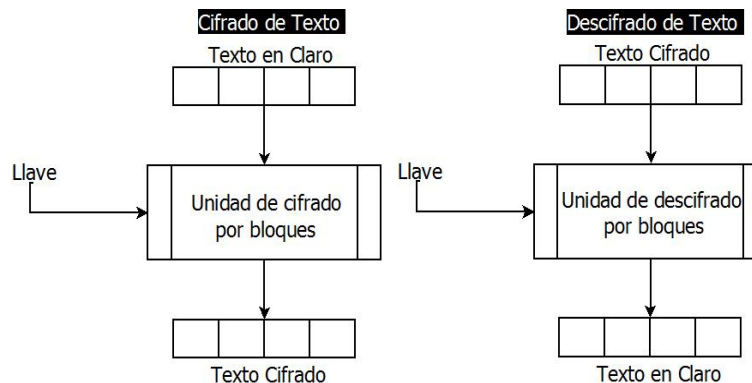 Cifrado de Texto
Texto en Claro
Llave
Unidad de cifrado
por bloques
Texto Cifrado
Descifrado de Texto
Texto Cifrado
Llave
Unidad de descifrado
por bloques
Texto en Claro